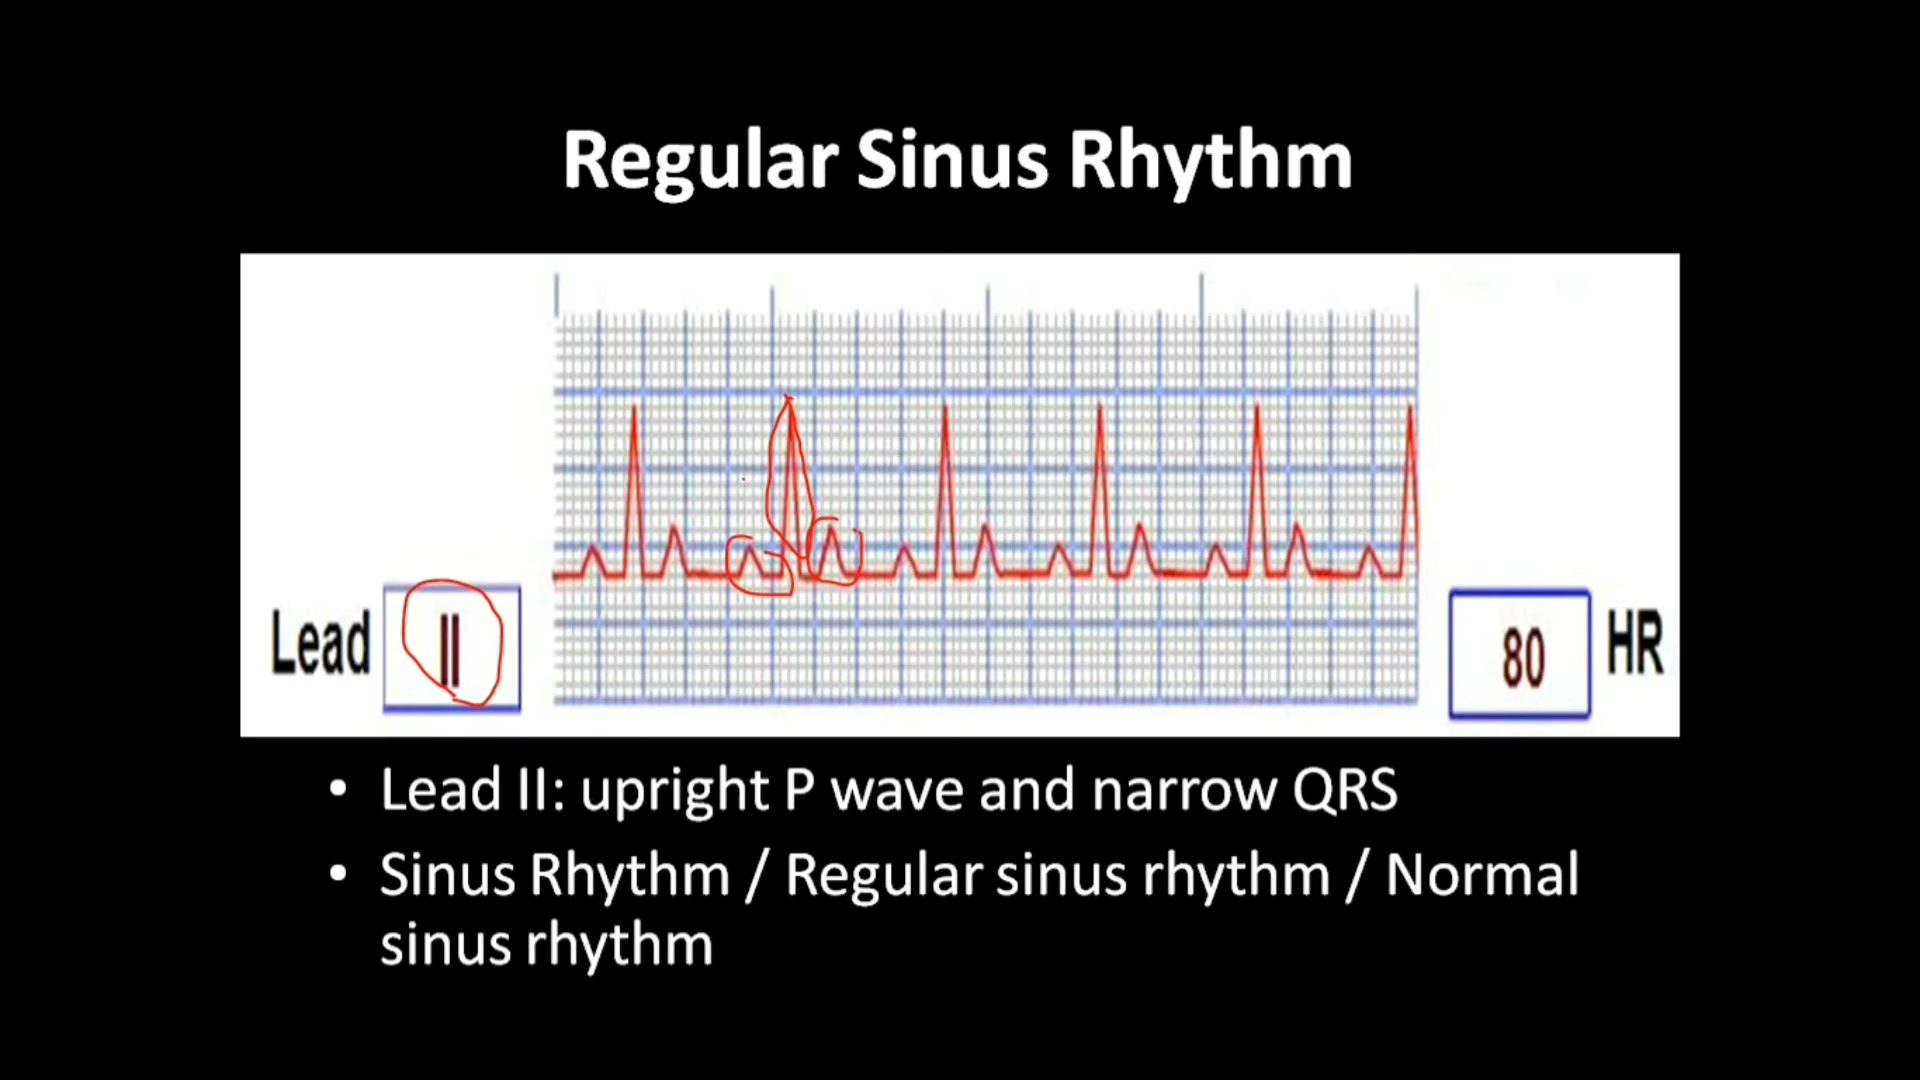 Regular Sinus Rhythm
Lead II
80 HR
• Lead II: upright P wave and narrow QRS
• Sinus Rhythm / Regular sinus rhythm / Normal
sinus rhythm